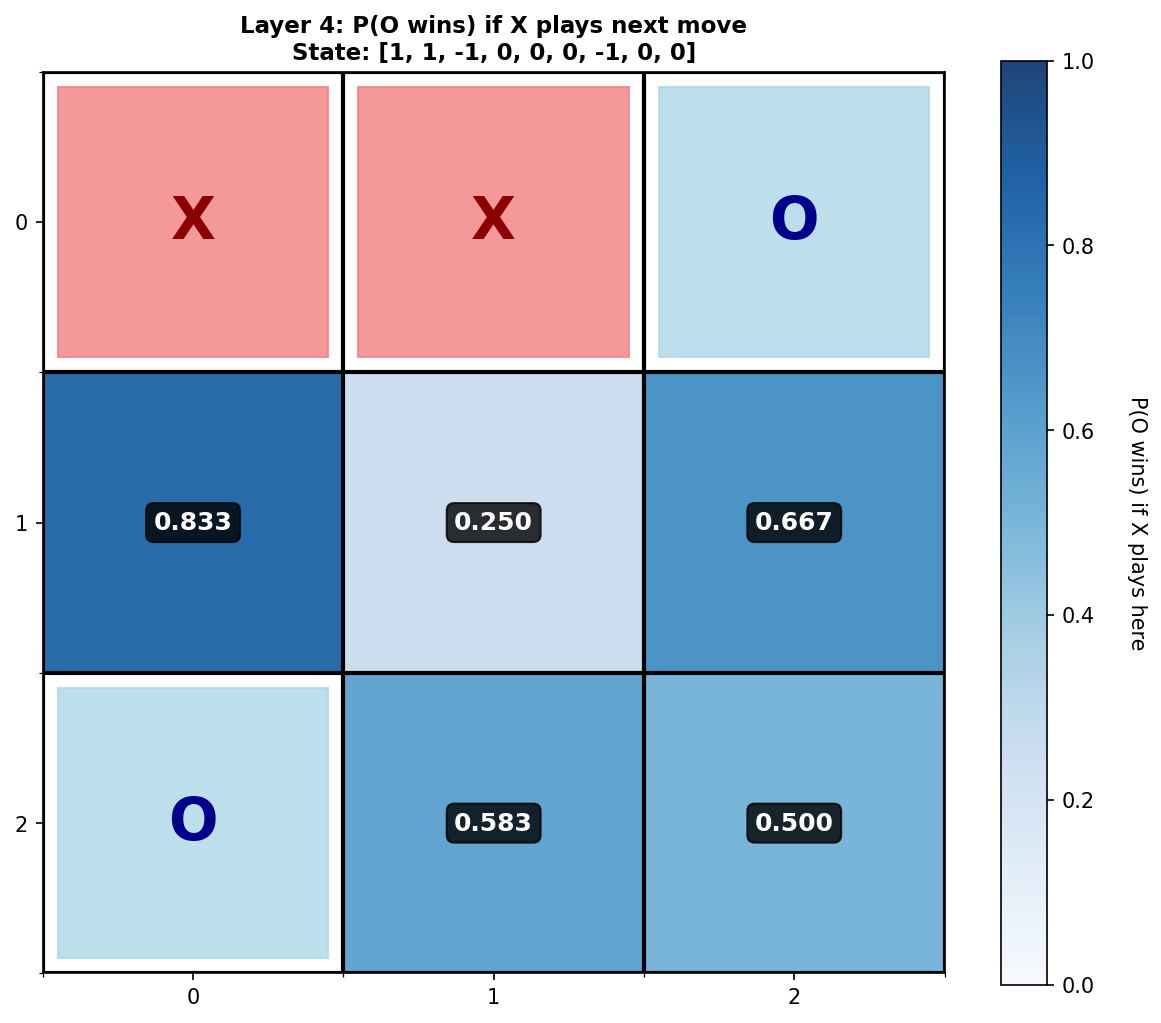 Layer 4: P(O wins) if X plays next move
State: [1, 1, -1, 0, 0, 0, -1, 0, 0]
0
X
X
O
1
0.833
0.250
0.667
2
O
0.583
0.500
0
1
2
1.0
0.8
0.6
0.4
0.2
0.0
P(O wins) if X plays here